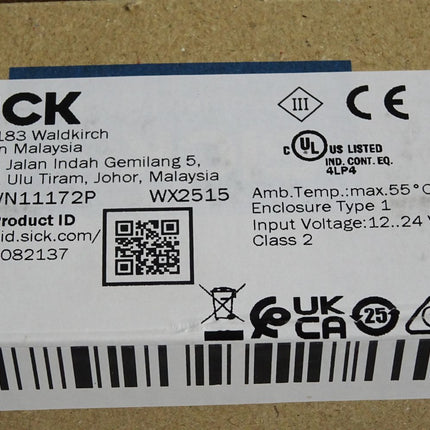 ICK
183 Waldkirch
n Malaysia
Jalan Indah Gemilang 5,
Ulu Tiram, Johor, Malaysia
VN11172P WX2515
Product ID
id.sick.com/
082137
III
CE
c UL US LISTED
IND. CONT. EQ.
4LP4
Amb.Temp.:max.55°C
Enclosure Type 1
Input Voltage:12..24 V
Class 2
UK
CA
25